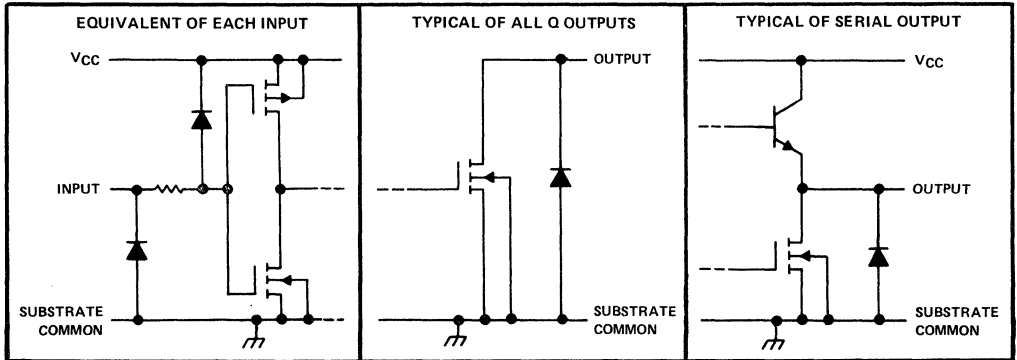 EQUIVALENT OF EACH INPUT
VCC
INPUT
SUBSTRATE
COMMON
TYPICAL OF ALL Q OUTPUTS
OUTPUT
SUBSTRATE
COMMON
TYPICAL OF SERIAL OUTPUT
VCC
OUTPUT
SUBSTRATE
COMMON